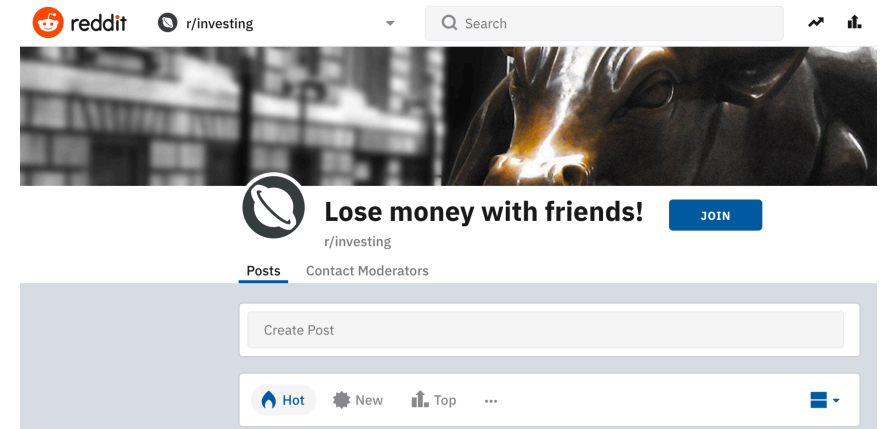 reddit r/investing Search
Lose money with friends!
JOIN
r/investing
Posts Contact Moderators
Create Post
Hot New Top ...